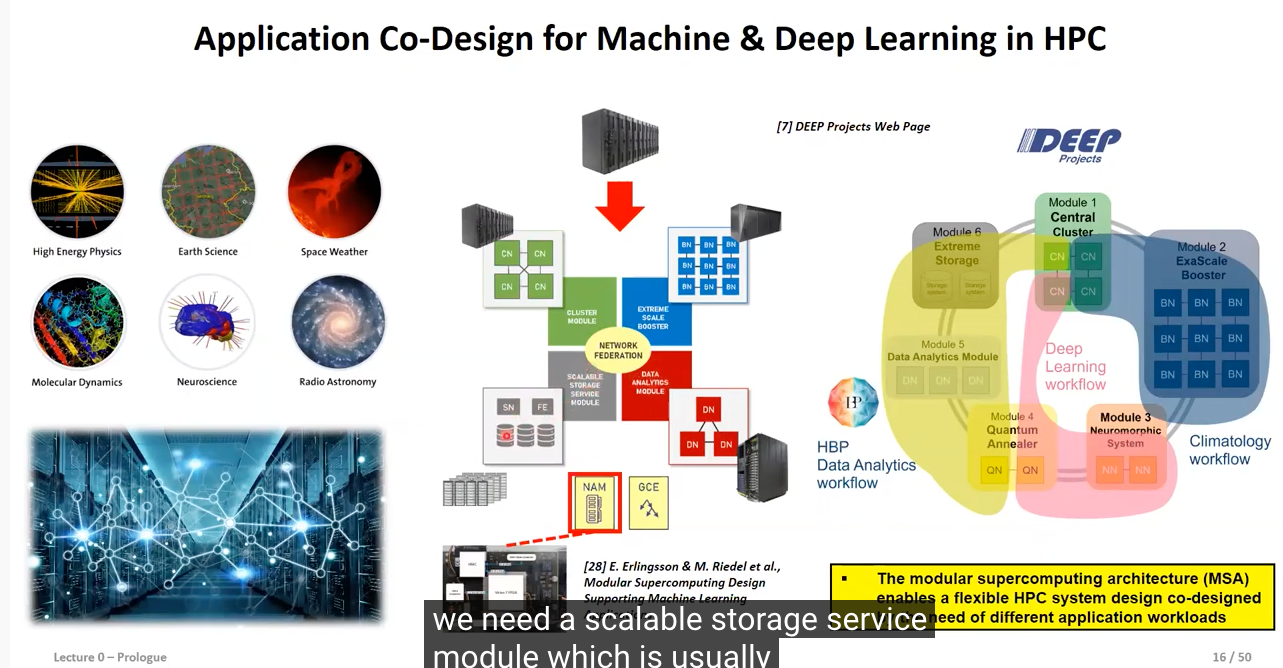 Application Co-Design for Machine & Deep Learning in HPC
[7] DEEP Projects Web Page
DEEP
Projects
High Energy Physics
Earth Science
Space Weather
Molecular Dynamics
Neuroscience
Radio Astronomy
CN CN
CN CN
BN BN BN
BN BN BN
BN BN BN
CLUSTER
MODULE
EXTREME
SCALE
BOOSTER
NETWORK
FEDERATION
SCALABLE
STORAGE
SERVICE
MODULE
DATA
ANALYTICS
MODULE
SN FE
DN
DN DN
NAM
GCE
[28] E. Erlingsson & M. Riedel et al.,
Modular Supercomputing Design
Supporting Machine Learning
Module 1
Central
Cluster
CN CN
CN CN
Module 6
Extreme
Storage
Storage
system
Storage
system
Module 2
ExaScale
Booster
BN BN BN
BN BN BN
BN BN BN
Module 5
Data Analytics Module
DN DN DN
Deep
Learning
workflow
Module 4
Quantum
Annealer
QN QN
Module 3
Neuromorphic
System
NN NN
HBP
Data Analytics
workflow
Climatology
workflow
▪ The modular supercomputing architecture (MSA)
enables a flexible HPC system design co-designed
need of different application workloads
we need a scalable storage service
module which is usually
Lecture 0 – Prologue
16 / 50